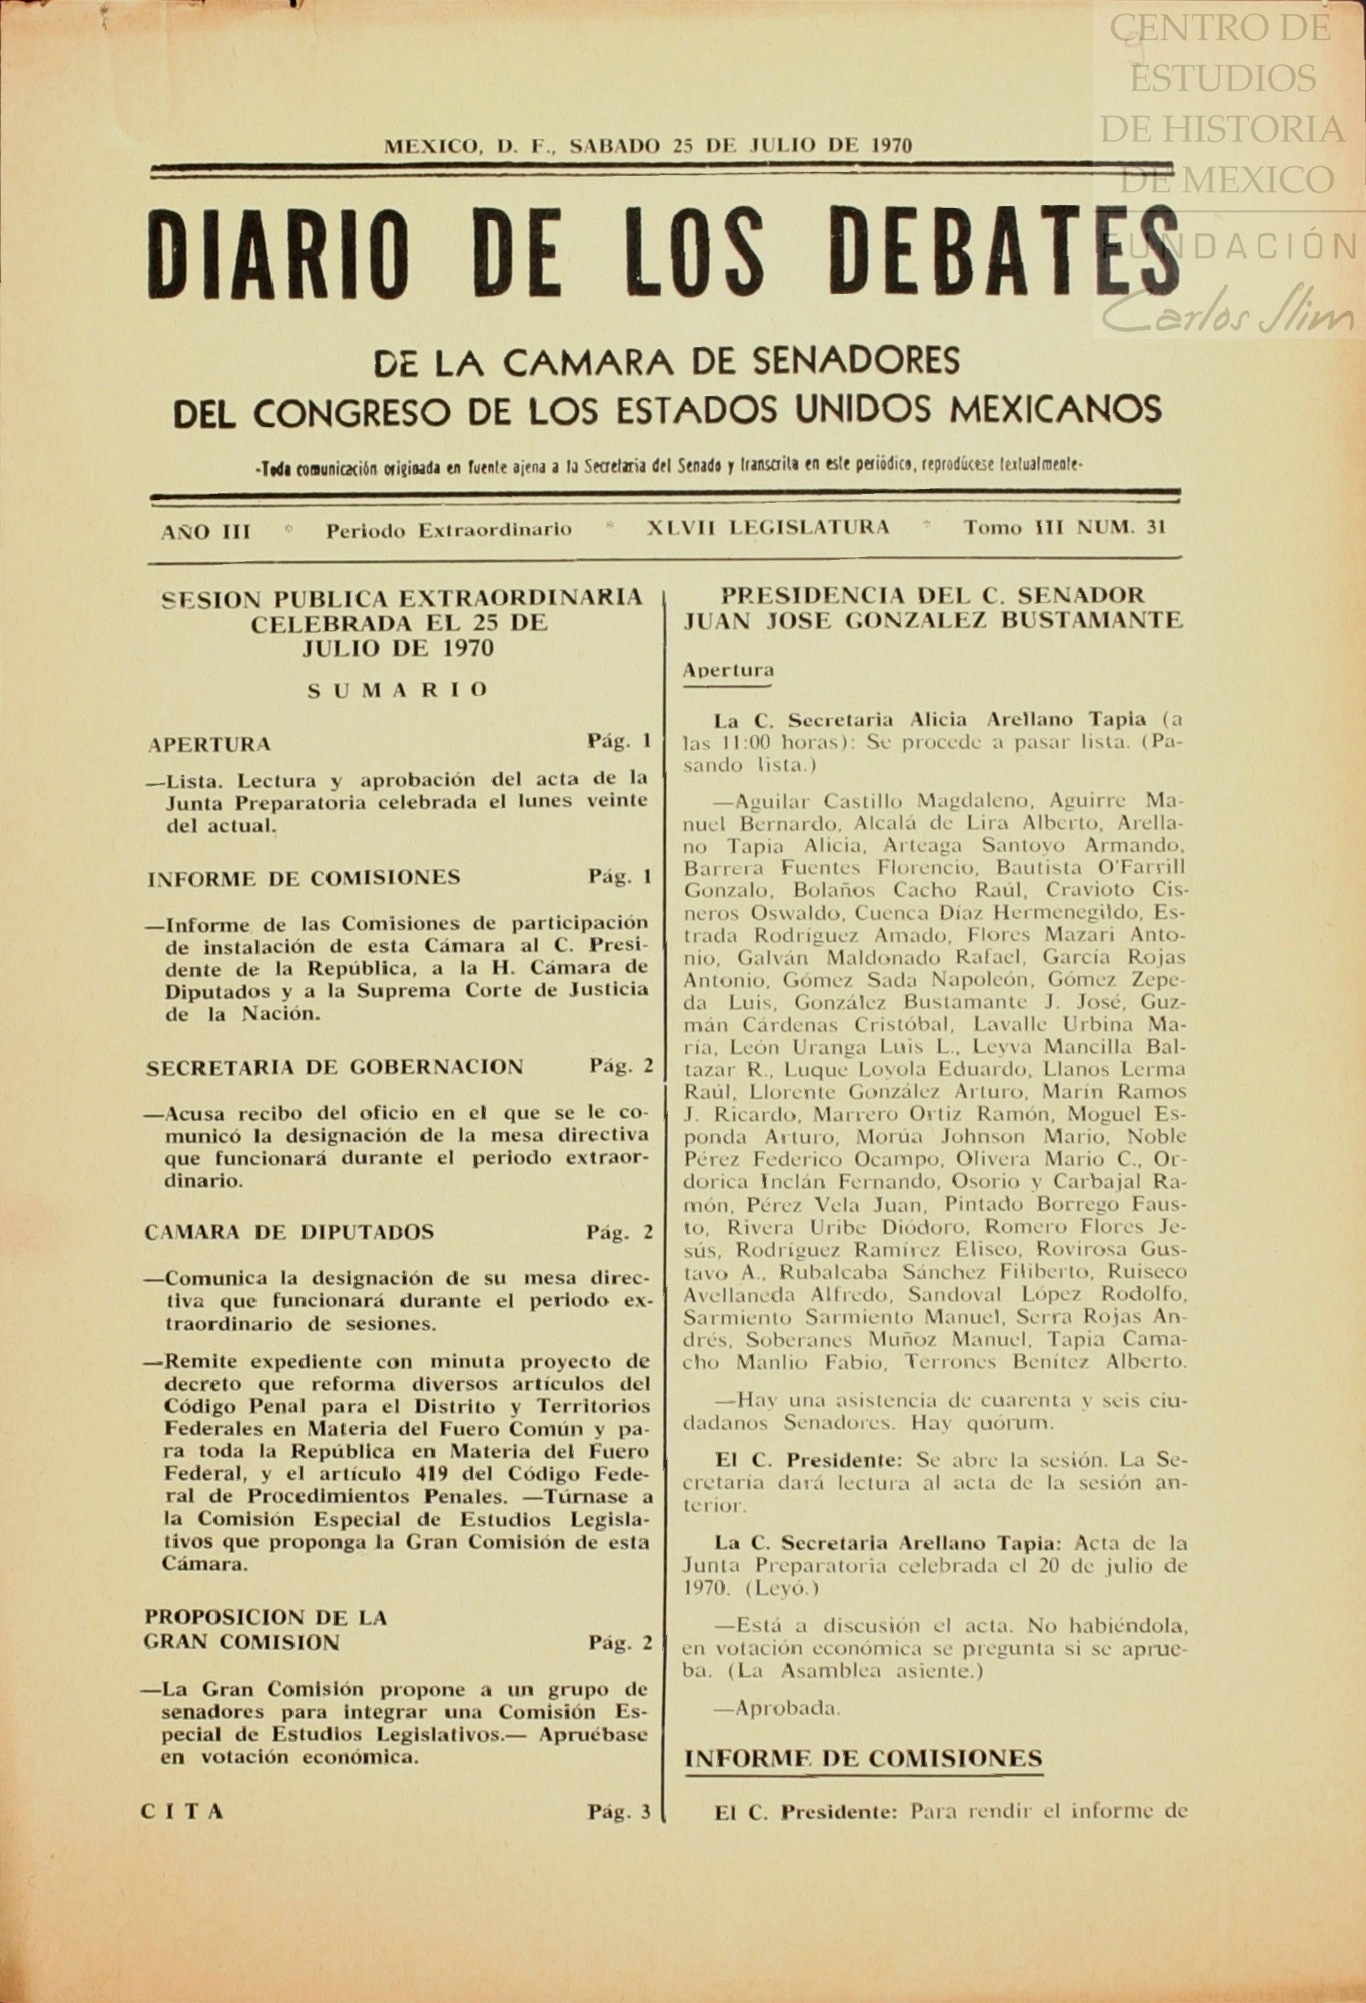 CENTRO DE
ESTUDIOS
DE HISTORIA
DE MEXICO
FUNDACIÓN
Carlos Slim
9
MEXICO, D. F., SABADO 25 DE JULIO DE 1970
DIARIO DE LOS DEBATES
DE LA CAMARA DE SENADORES
DEL CONGRESO DE LOS ESTADOS UNIDOS MEXICANOS
-Toda comunicación originada en fuente ajena a la Secretaria del Senado y transcrita en este periódico, reprodúcese textualmente-
AÑO III * Periodo Extraordinario * XLVII LEGISLATURA * Tomo III NUM. 31
SESION PUBLICA EXTRAORDINARIA
CELEBRADA EL 25 DE
JULIO DE 1970
S U M A R I O
APERTURA Pág. 1
—Lista. Lectura y aprobación del acta de la
Junta Preparatoria celebrada el lunes veinte
del actual.
INFORME DE COMISIONES Pág. 1
—Informe de las Comisiones de participación
de instalación de esta Cámara al C. Presi-
dente de la República, a la H. Cámara de
Diputados y a la Suprema Corte de Justicia
de la Nación.
SECRETARIA DE GOBERNACION Pág. 2
—Acusa recibo del oficio en el que se le co-
municó la designación de la mesa directiva
que funcionará durante el periodo extraor-
dinario.
CAMARA DE DIPUTADOS Pág. 2
—Comunica la designación de su mesa direc-
tiva que funcionará durante el periodo ex-
traordinario de sesiones.
—Remite expediente con minuta proyecto de
decreto que reforma diversos artículos del
Código Penal para el Distrito y Territorios
Federales en Materia del Fuero Común y pa-
ra toda la República en Materia del Fuero
Federal, y el artículo 419 del Código Fede-
ral de Procedimientos Penales. —Túrnase a
la Comisión Especial de Estudios Legisla-
tivos que proponga la Gran Comisión de esta
Cámara.
PROPOSICION DE LA
GRAN COMISION Pág. 2
—La Gran Comisión propone a un grupo de
senadores para integrar una Comisión Es-
pecial de Estudios Legislativos.— Apruébase
en votación económica.
C I T A Pág. 3
PRESIDENCIA DEL C. SENADOR
JUAN JOSE GONZALEZ BUSTAMANTE
Apertura
La C. Secretaria Alicia Arellano Tapia (a
las 11:00 horas): Se procede a pasar lista. (Pa-
sando lista.)
—Aguilar Castillo Magdaleno, Aguirre Ma-
nuel Bernardo, Alcalá de Lira Alberto, Arella-
no Tapia Alicia, Arteaga Santoyo Armando,
Barrera Fuentes Florencio, Bautista O'Farrill
Gonzalo, Bolaños Cacho Raúl, Cravioto Cis-
neros Oswaldo, Cuenca Díaz Hermenegildo, Es-
trada Rodríguez Amado, Flores Mazari Anto-
nio, Galván Maldonado Rafael, García Rojas
Antonio, Gómez Sada Napoleón, Gómez Zepe-
da Luis, González Bustamante J. José, Guz-
mán Cárdenas Cristóbal, Lavalle Urbina Ma-
ría, León Uranga Luis L., Leyva Mancilla Bal-
tazar R., Luque Loyola Eduardo, Llanos Lerma
Raúl, Llorente González Arturo, Marín Ramos
J. Ricardo, Marrero Ortiz Ramón, Moguel Es-
ponda Arturo, Morúa Johnson Mario, Noble
Pérez Federico Ocampo, Olivera Mario C., Or-
dorica Inclán Fernando, Osorio y Carbajal Ra-
món, Pérez Vela Juan, Pintado Borrego Faus-
to, Rivera Uribe Diódoro, Romero Flores Je-
sús, Rodríguez Ramírez Eliseo, Rovirosa Gus-
tavo A., Rubalcaba Sánchez Filiberto, Ruiseco
Avellaneda Alfredo, Sandoval López Rodolfo,
Sarmiento Sarmiento Manuel, Serra Rojas An-
drés, Soberanes Muñoz Manuel, Tapia Cama-
cho Manlio Fabio, Terrones Benítez Alberto.
—Hay una asistencia de cuarenta y seis ciu-
dadanos Senadores. Hay quórum.
El C. Presidente: Se abre la sesión. La Se-
cretaría dará lectura al acta de la sesión an-
terior.
La C. Secretaria Arellano Tapia: Acta de la
Junta Preparatoria celebrada el 20 de julio de
1970. (Leyó.)
—Está a discusión el acta. No habiéndola,
en votación económica se pregunta si se aprue-
ba. (La Asamblea asiente.)
—Aprobada.
INFORME DE COMISIONES
El C. Presidente: Para rendir el informe de